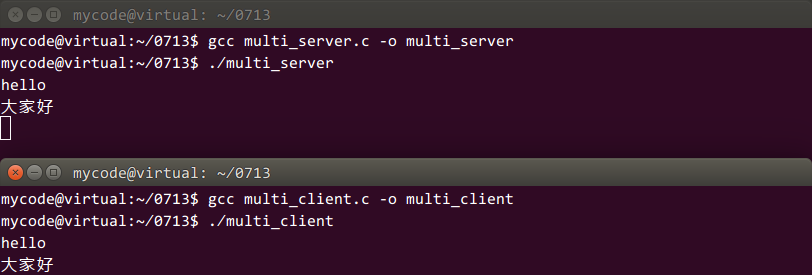 mycode@virtual: ~/0713
mycode@virtual:~/0713$ gcc multi_server.c -o multi_server
mycode@virtual:~/0713$ ./multi_server
hello
大家好
mycode@virtual: ~/0713
mycode@virtual:~/0713$ gcc multi_client.c -o multi_client
mycode@virtual:~/0713$ ./multi_client
hello
大家好